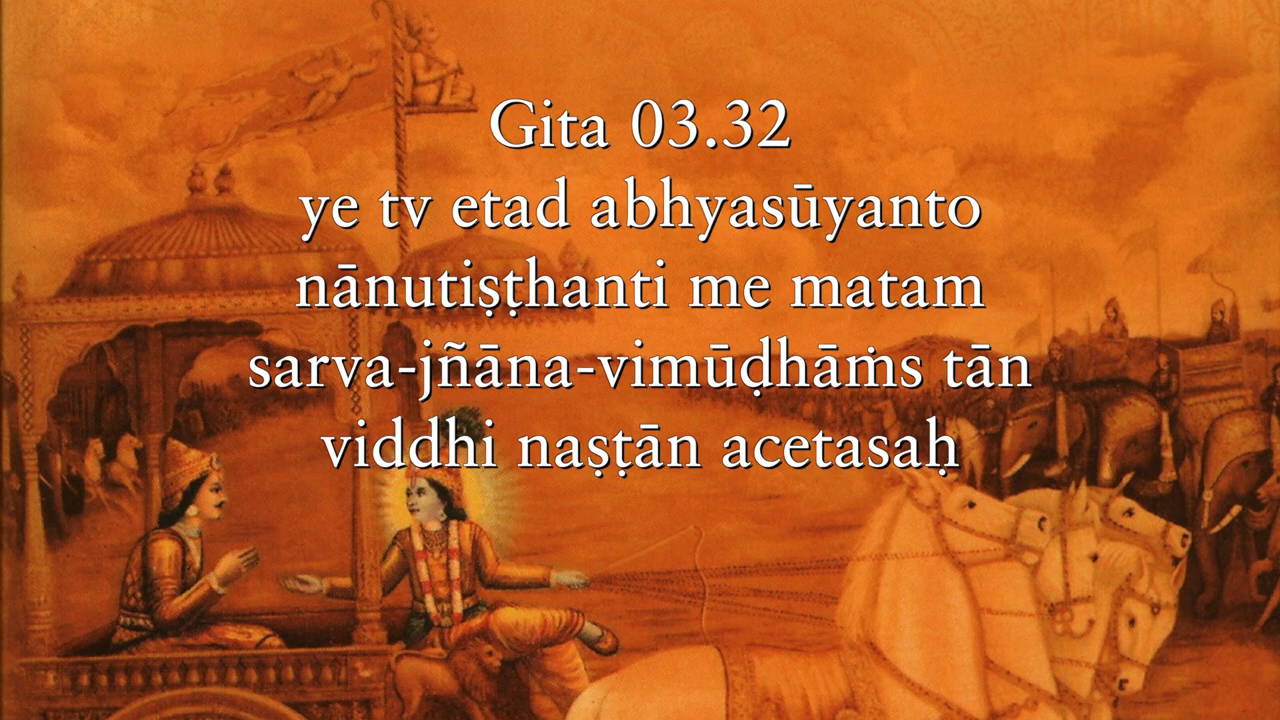 Gita 03.32
ye tv etad abhyasūyanto
nānutiṣṭhanti me matam
sarva-jñāna-vimūḍhāṁs tān
viddhi naṣṭān acetasaḥ